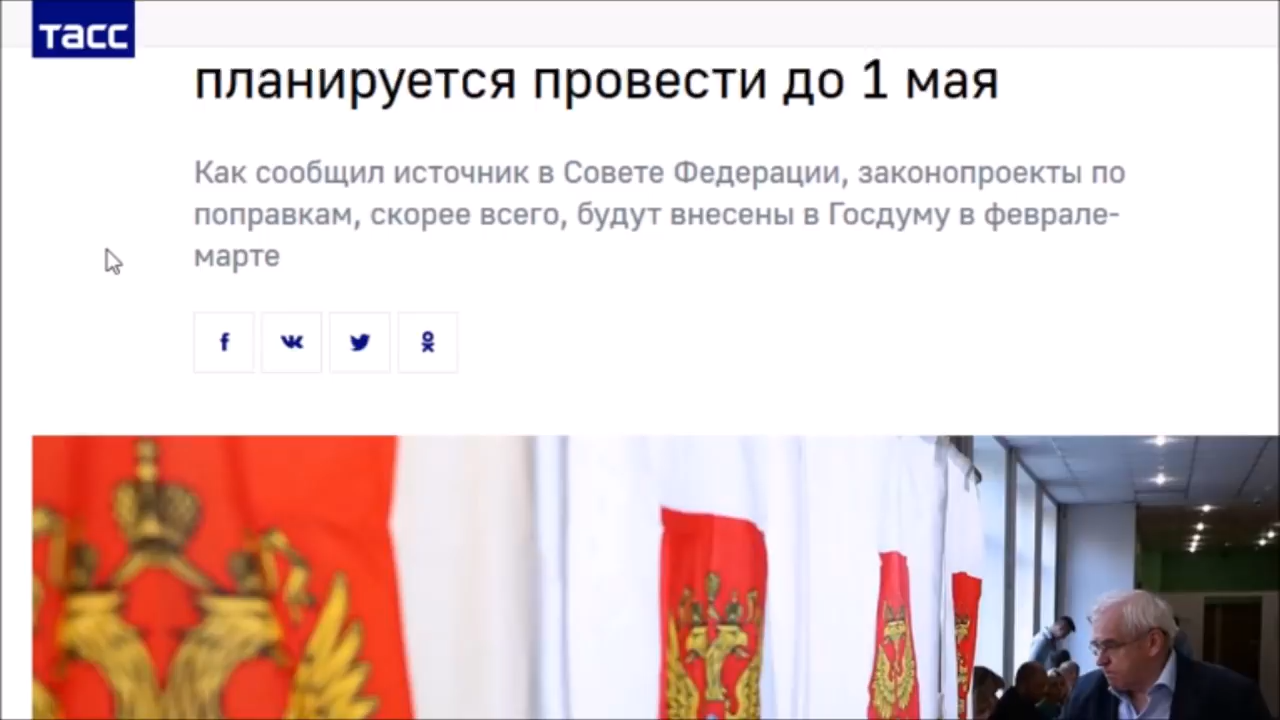 тасс
планируется провести до 1 мая
Как сообщил источник в Совете Федерации, законопроекты по
поправкам, скорее всего, будут внесены в Госдуму в феврале-
марте